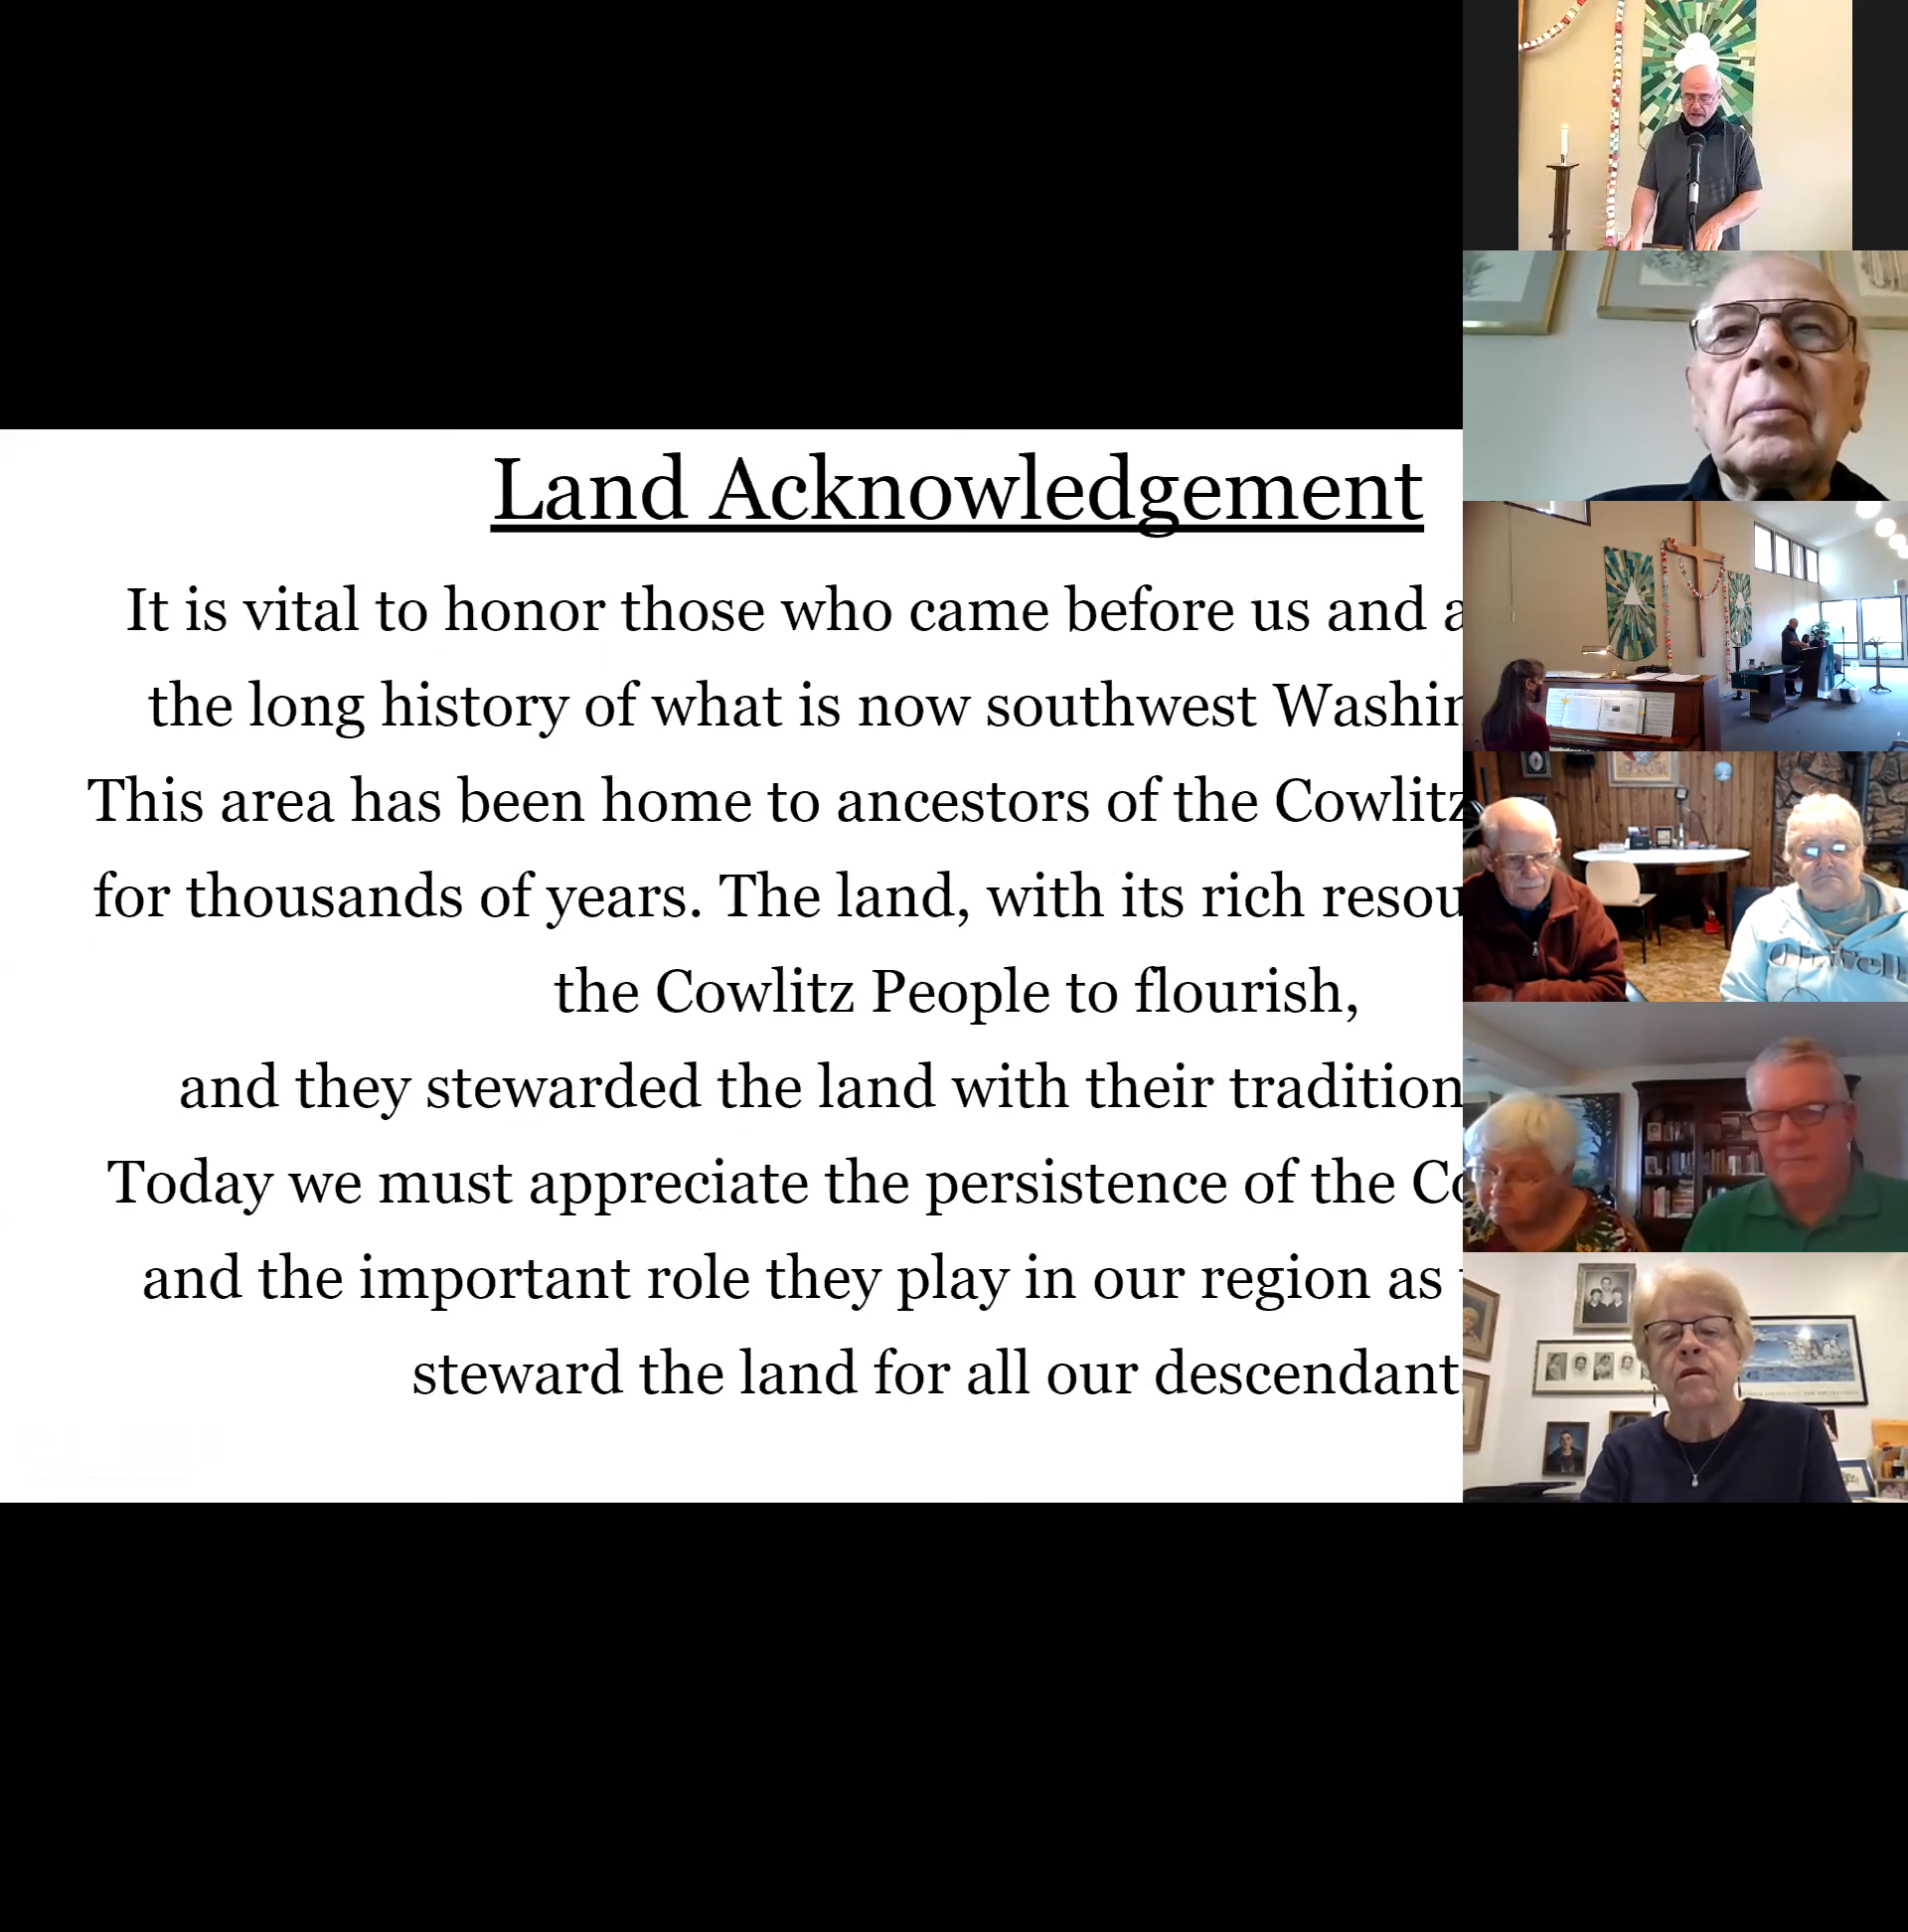 Land Acknowledgement
It is vital to honor those who came before us and
the long history of what is now southwest
This area has been home to ancestors of the Cowlitz
for thousands of years. The land, with its rich
the Cowlitz People to flourish,
and they stewarded the land with their
Today we must appreciate the persistence of the
and the important role they play in our region as
steward the land for all our